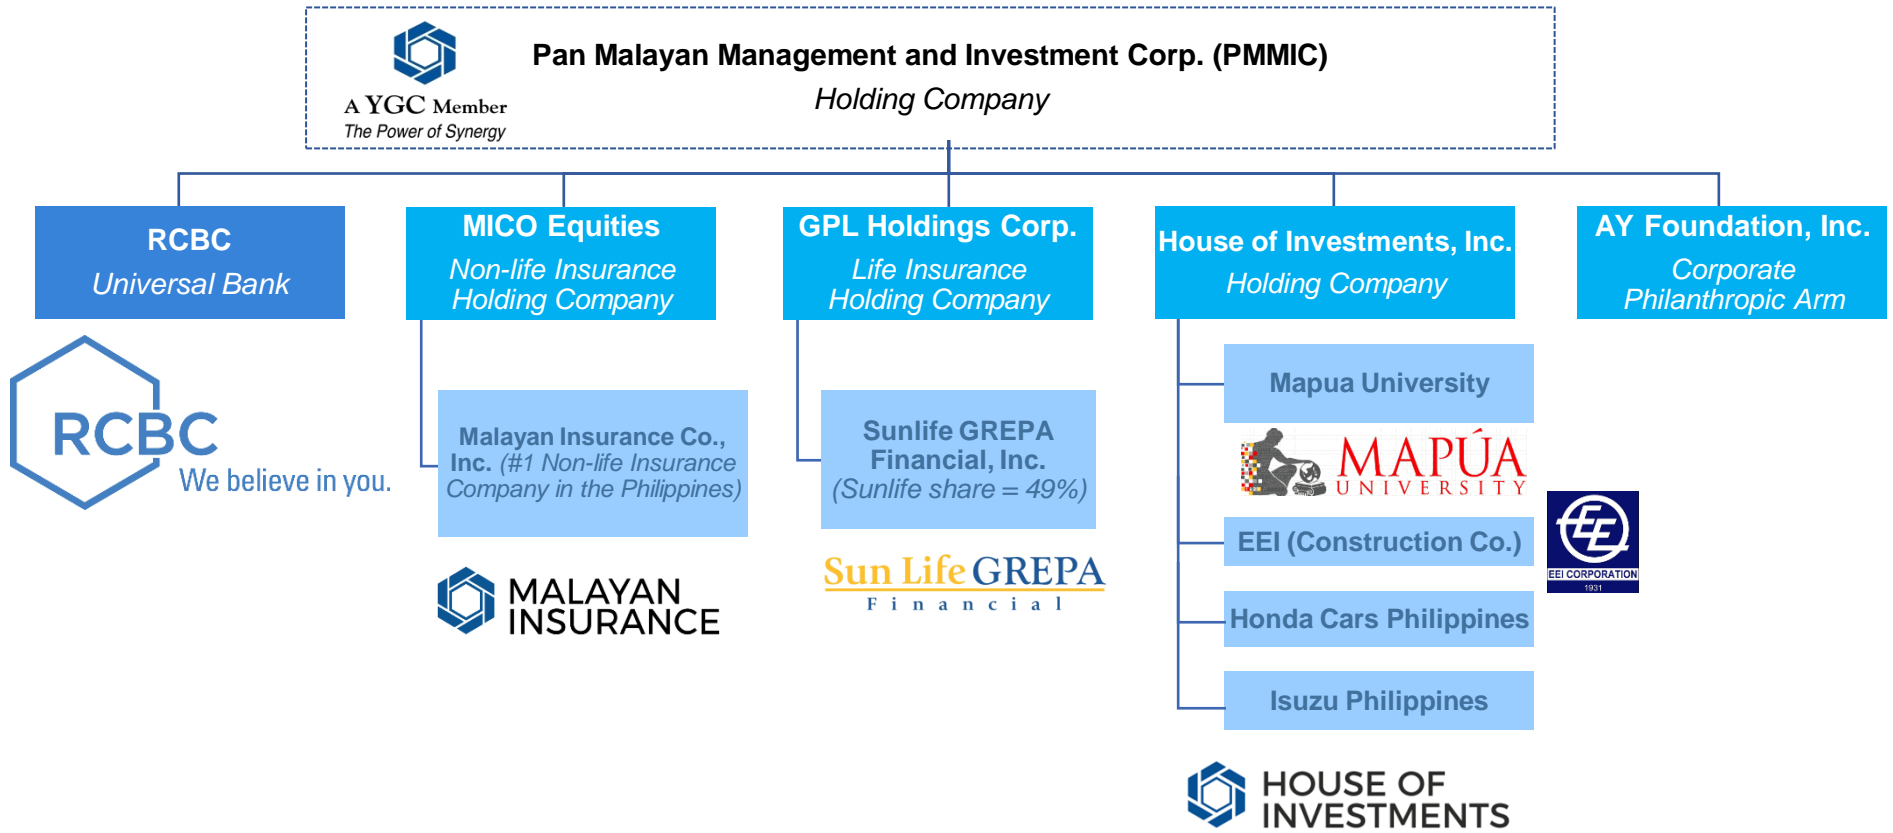 Pan Malayan Management and Investment Corp. (PMMIC)
Holding Company
A YGC Member
The Power of Synergy
RCBC
Universal Bank
MICO Equities
Non-life Insurance
Holding Company
GPL Holdings Corp.
Life Insurance
Holding Company
House of Investments, Inc.
Holding Company
AY Foundation, Inc.
Corporate
Philanthropic Arm
RCBC
We believe in you.
Malayan Insurance Co.,
Inc. (#1 Non-life Insurance
Company in the Philippines)
MALAYAN
INSURANCE
Sunlife GREPA
Financial, Inc.
(Sunlife share = 49%)
Sun Life GREPA
Financial
Mapua University
MAPÚA
UNIVERSITY
EEI (Construction Co.)
EE
EEI CORPORATION
1931
Honda Cars Philippines
Isuzu Philippines
HOUSE OF
INVESTMENTS